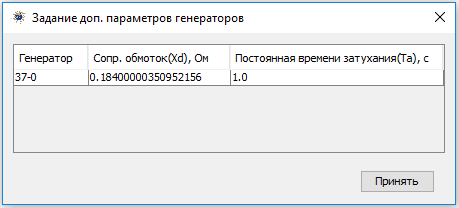 Задание доп. параметров генераторов
Генератор Сопр. обмоток(Xd), Ом Постоянная времени затухания(Ta), с
37-0 0.18400000350952156 1.0
Принять